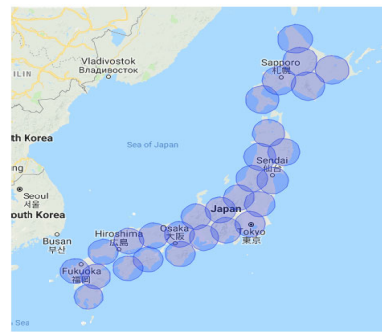 Vladivostok
Владивосток
ILIN
Sapporo
札幌
th Korea
Sea of Japan
ng
Seoul
서울
outh Korea
Sendai
仙台
Japan
Busan
부산
Hiroshima
広島
Osaka
大阪
Tokyo
東京
Fukuoka
福岡
a Sea